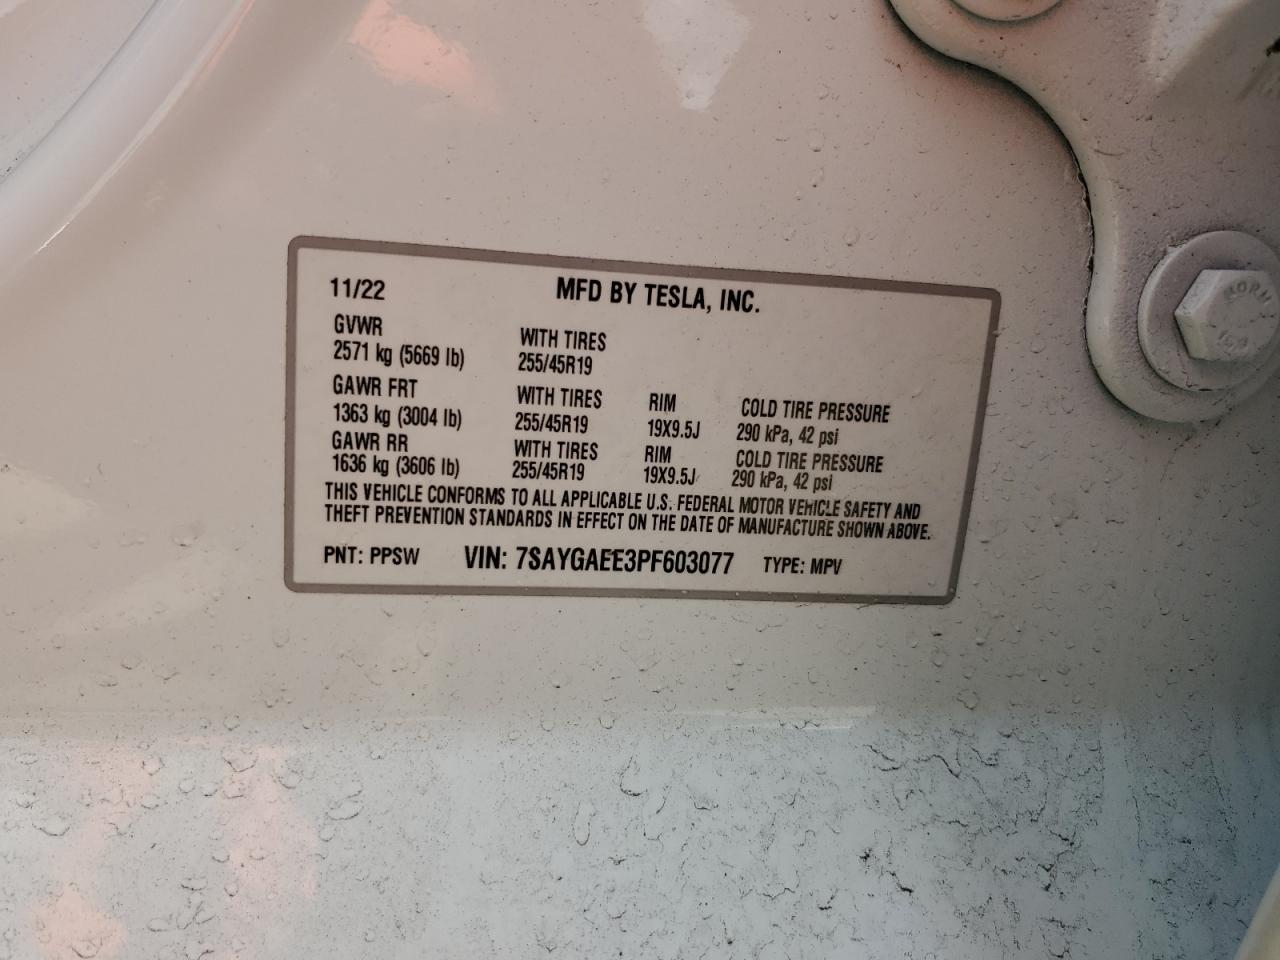 11/22 MFD BY TESLA, INC.
GVWR WITH TIRES
2571 kg (5669 lb) 255/45R19
GAWR FRT WITH TIRES RIM COLD TIRE PRESSURE
1363 kg (3004 lb) 255/45R19 19X9.5J 290 kPa, 42 psi
GAWR RR WITH TIRES RIM COLD TIRE PRESSURE
1636 kg (3606 lb) 255/45R19 19X9.5J 290 kPa, 42 psi
THIS VEHICLE CONFORMS TO ALL APPLICABLE U.S. FEDERAL MOTOR VEHICLE SAFETY AND
THEFT PREVENTION STANDARDS IN EFFECT ON THE DATE OF MANUFACTURE SHOWN ABOVE.
PNT: PPSW VIN: 7SAYGAEE3PF603077 TYPE: MPV